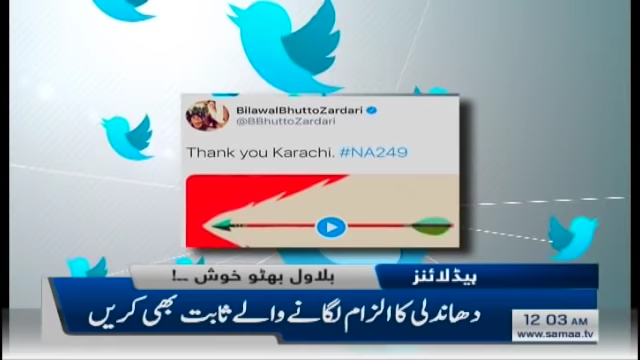 BilawalBhuttoZardari
@BBhuttoZardari
Thank you Karachi. #NA249
ہیڈلائنز
بلاول بھٹو خوش ..!
دھاندلی کا الزام لگانے والے ثابت بھی کریں
12 03 AM
www.samaa.tv